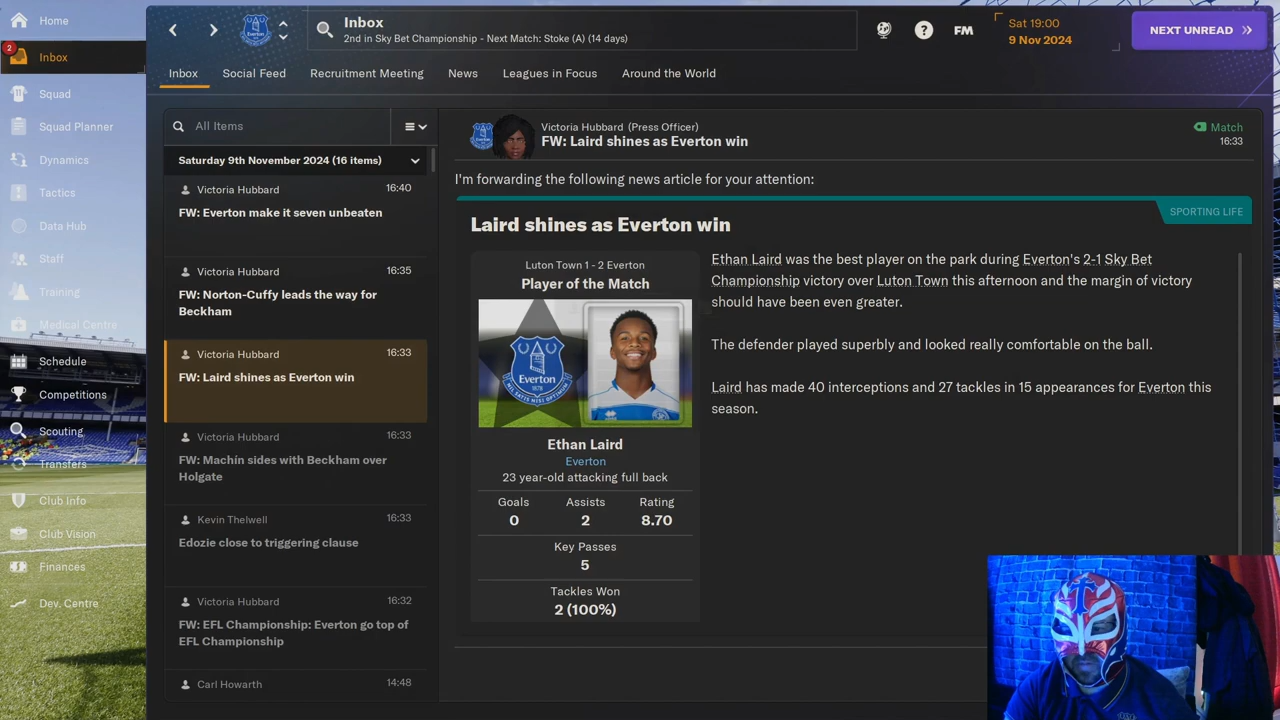 Home
2
Inbox
Squad
Squad Planner
Dynamics
Tactics
Data Hub
Staff
Training
Medical Centre
Schedule
Competitions
Scouting
Transfers
Club Info
Club Vision
Finances
Dev. Centre
Everton
Inbox
2nd in Sky Bet Championship - Next Match: Stoke (A) (14 days)
?
FM
Sat 19:00
9 Nov 2024
NEXT UNREAD
Inbox
Social Feed
Recruitment Meeting
News
Leagues in Focus
Around the World
All Items
Saturday 9th November 2024 (16 items)
Victoria Hubbard 16:40
FW: Everton make it seven unbeaten
Victoria Hubbard 16:35
FW: Norton-Cuffy leads the way for
Beckham
Victoria Hubbard 16:33
FW: Laird shines as Everton win
Victoria Hubbard 16:33
FW: Machín sides with Beckham over
Holgate
Kevin Thelwell 16:33
Edozie close to triggering clause
Victoria Hubbard 16:32
FW: EFL Championship: Everton go top of
EFL Championship
Carl Howarth 14:48
Victoria Hubbard (Press Officer)
FW: Laird shines as Everton win
Match
16:33
I'm forwarding the following news article for your attention:
SPORTING LIFE
Laird shines as Everton win
Luton Town 1 - 2 Everton
Player of the Match
Everton
1878
Ethan Laird
Everton
23 year-old attacking full back
Goals Assists Rating
0 2 8.70
Key Passes
5
Tackles Won
2 (100%)
Ethan Laird was the best player on the park during Everton's 2-1 Sky Bet
Championship victory over Luton Town this afternoon and the margin of victory
should have been even greater.
The defender played superbly and looked really comfortable on the ball.
Laird has made 40 interceptions and 27 tackles in 15 appearances for Everton this
season.